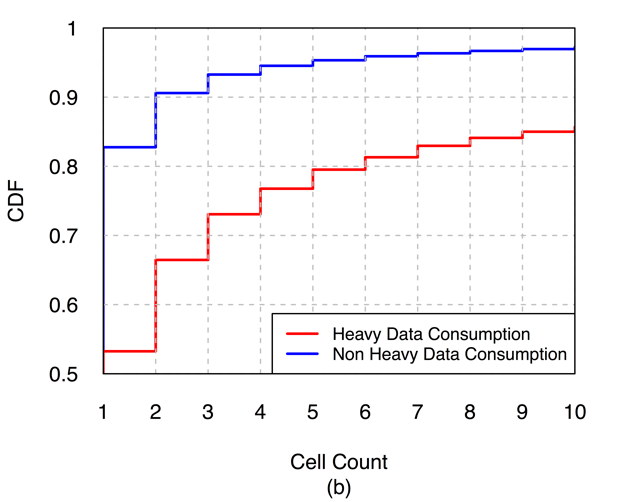 1
0.9
0.8
0.7
0.6
0.5
CDF
Heavy Data Consumption
Non Heavy Data Consumption
1 2 3 4 5 6 7 8 9 10
Cell Count
(b)